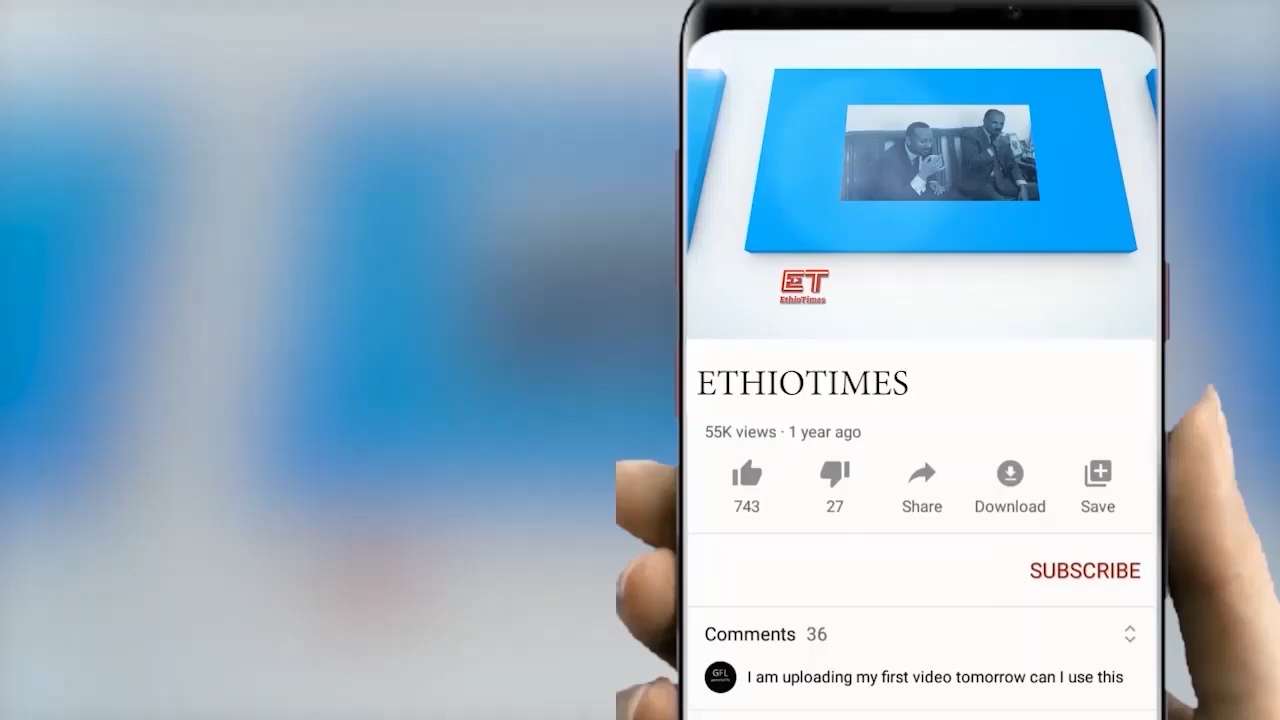 ET
EthioTimes
ETHIOTIMES
55K views · 1 year ago
743
27
Share
Download
Save
SUBSCRIBE
Comments 36
GFL
I am uploading my first video tomorrow can I use this